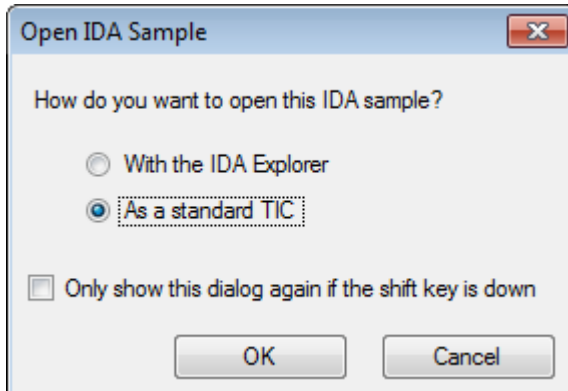 Open IDA Sample
How do you want to open this IDA sample?
With the IDA Explorer
As a standard TIC
Only show this dialog again if the shift key is down
OK Cancel